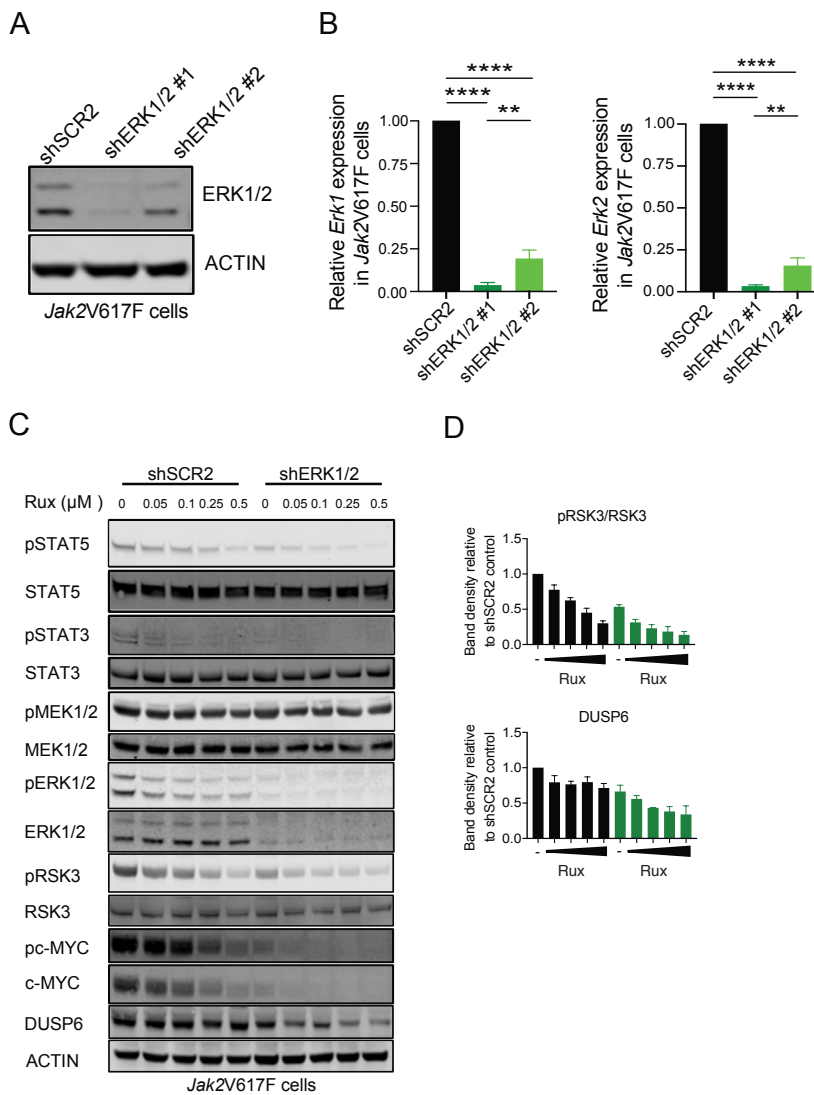 A
shSCR2
shERK1/2 #1
shERK1/2 #2
ERK1/2
ACTIN
Jak2V617F cells
B
Relative Erk1 expression
in Jak2V617F cells
1.00
0.75
0.50
0.25
0.00
****
****
**
shSCR2
shERK1/2 #1
shERK1/2 #2
Relative Erk2 expression
in Jak2V617F cells
1.00
0.75
0.50
0.25
0.00
****
****
**
shSCR2
shERK1/2 #1
shERK1/2 #2
C
shSCR2 shERK1/2
Rux (µM ) 0 0.05 0.1 0.25 0.5 0 0.05 0.1 0.25 0.5
pSTAT5
STAT5
pSTAT3
STAT3
pMEK1/2
MEK1/2
pERK1/2
ERK1/2
pRSK3
RSK3
pc-MYC
c-MYC
DUSP6
ACTIN
Jak2V617F cells
D
pRSK3/RSK3
Band density relative
to shSCR2 control
1.5
1.0
0.5
0.0
- -
Rux Rux
DUSP6
Band density relative
to shSCR2 control
1.5
1.0
0.5
0.0
- -
Rux Rux